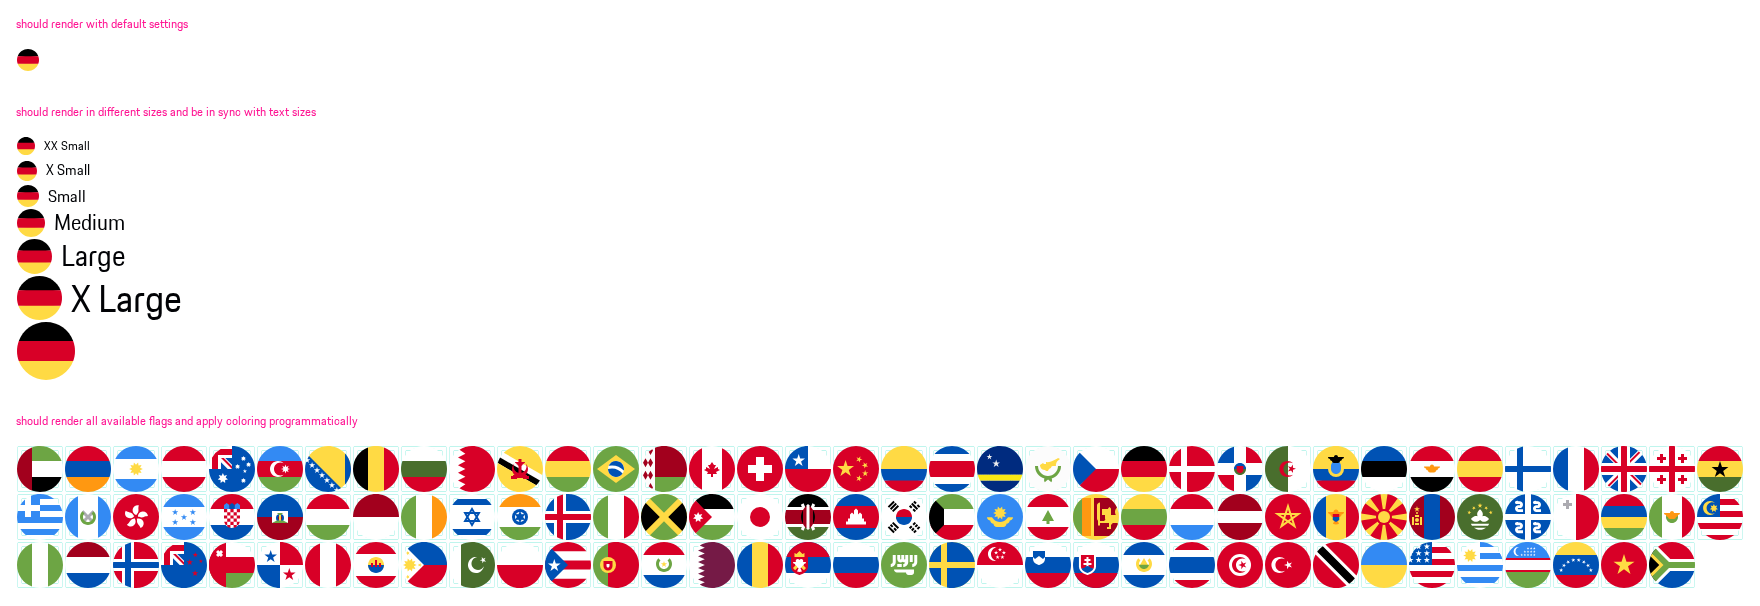 should render with default settings
should render in different sizes and be in sync with text sizes
XX Small
X Small
Small
Medium
Large
X Large
should render all available flags and apply coloring programmatically